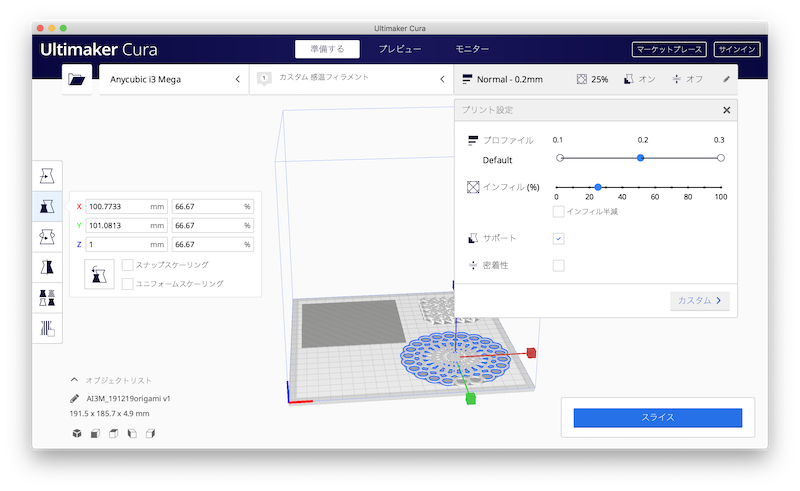 Ultimaker Cura
Ultimaker Cura
準備する
プレビュー
モニター
マーケットプレース
サインイン
Anycubic i3 Mega
1
カスタム 感温フィラメント
Normal - 0.2mm
25%
オン
オフ
プリント設定
プロファイル
0.1
0.2
0.3
Default
インフィル (%)
0
20
40
60
80
100
インフィル半減
サポート
密着性
カスタム
X
100.7733 mm
66.67 %
Y
101.0813 mm
66.67 %
Z
1 mm
66.67 %
スナップスケーリング
ユニフォームスケーリング
オブジェクトリスト
AI3M_191219origami v1
191.5 x 185.7 x 4.9 mm
スライス